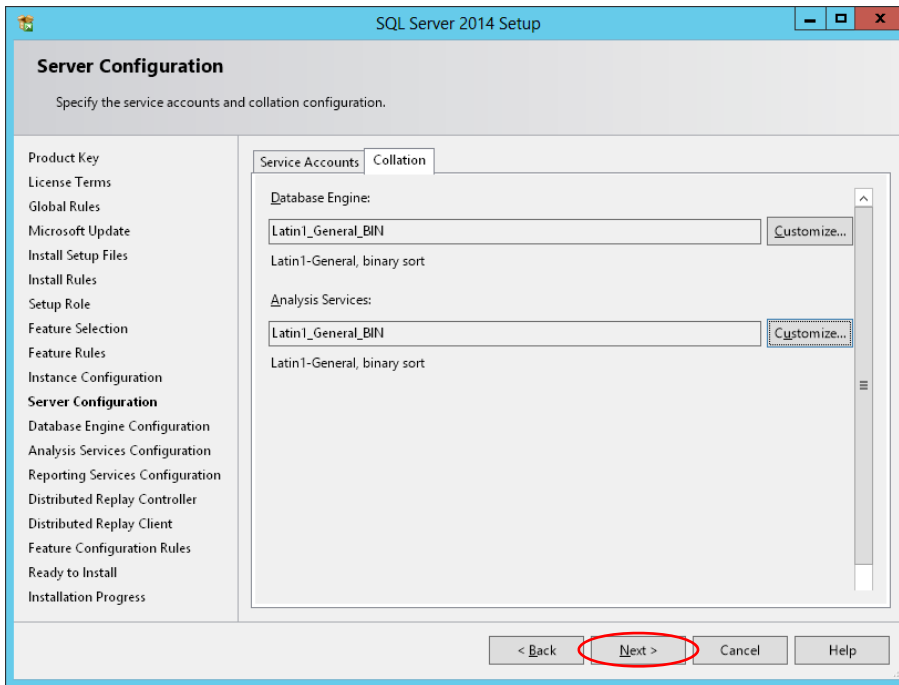 SQL Server 2014 Setup
Server Configuration
Specify the service accounts and collation configuration.
Product Key
License Terms
Global Rules
Microsoft Update
Install Setup Files
Install Rules
Setup Role
Feature Selection
Feature Rules
Instance Configuration
Server Configuration
Database Engine Configuration
Analysis Services Configuration
Reporting Services Configuration
Distributed Replay Controller
Distributed Replay Client
Feature Configuration Rules
Ready to Install
Installation Progress
Service Accounts Collation
Database Engine:
Latin1_General_BIN Customize...
Latin1-General, binary sort
Analysis Services:
Latin1_General_BIN Customize...
Latin1-General, binary sort
< Back Next > Cancel Help